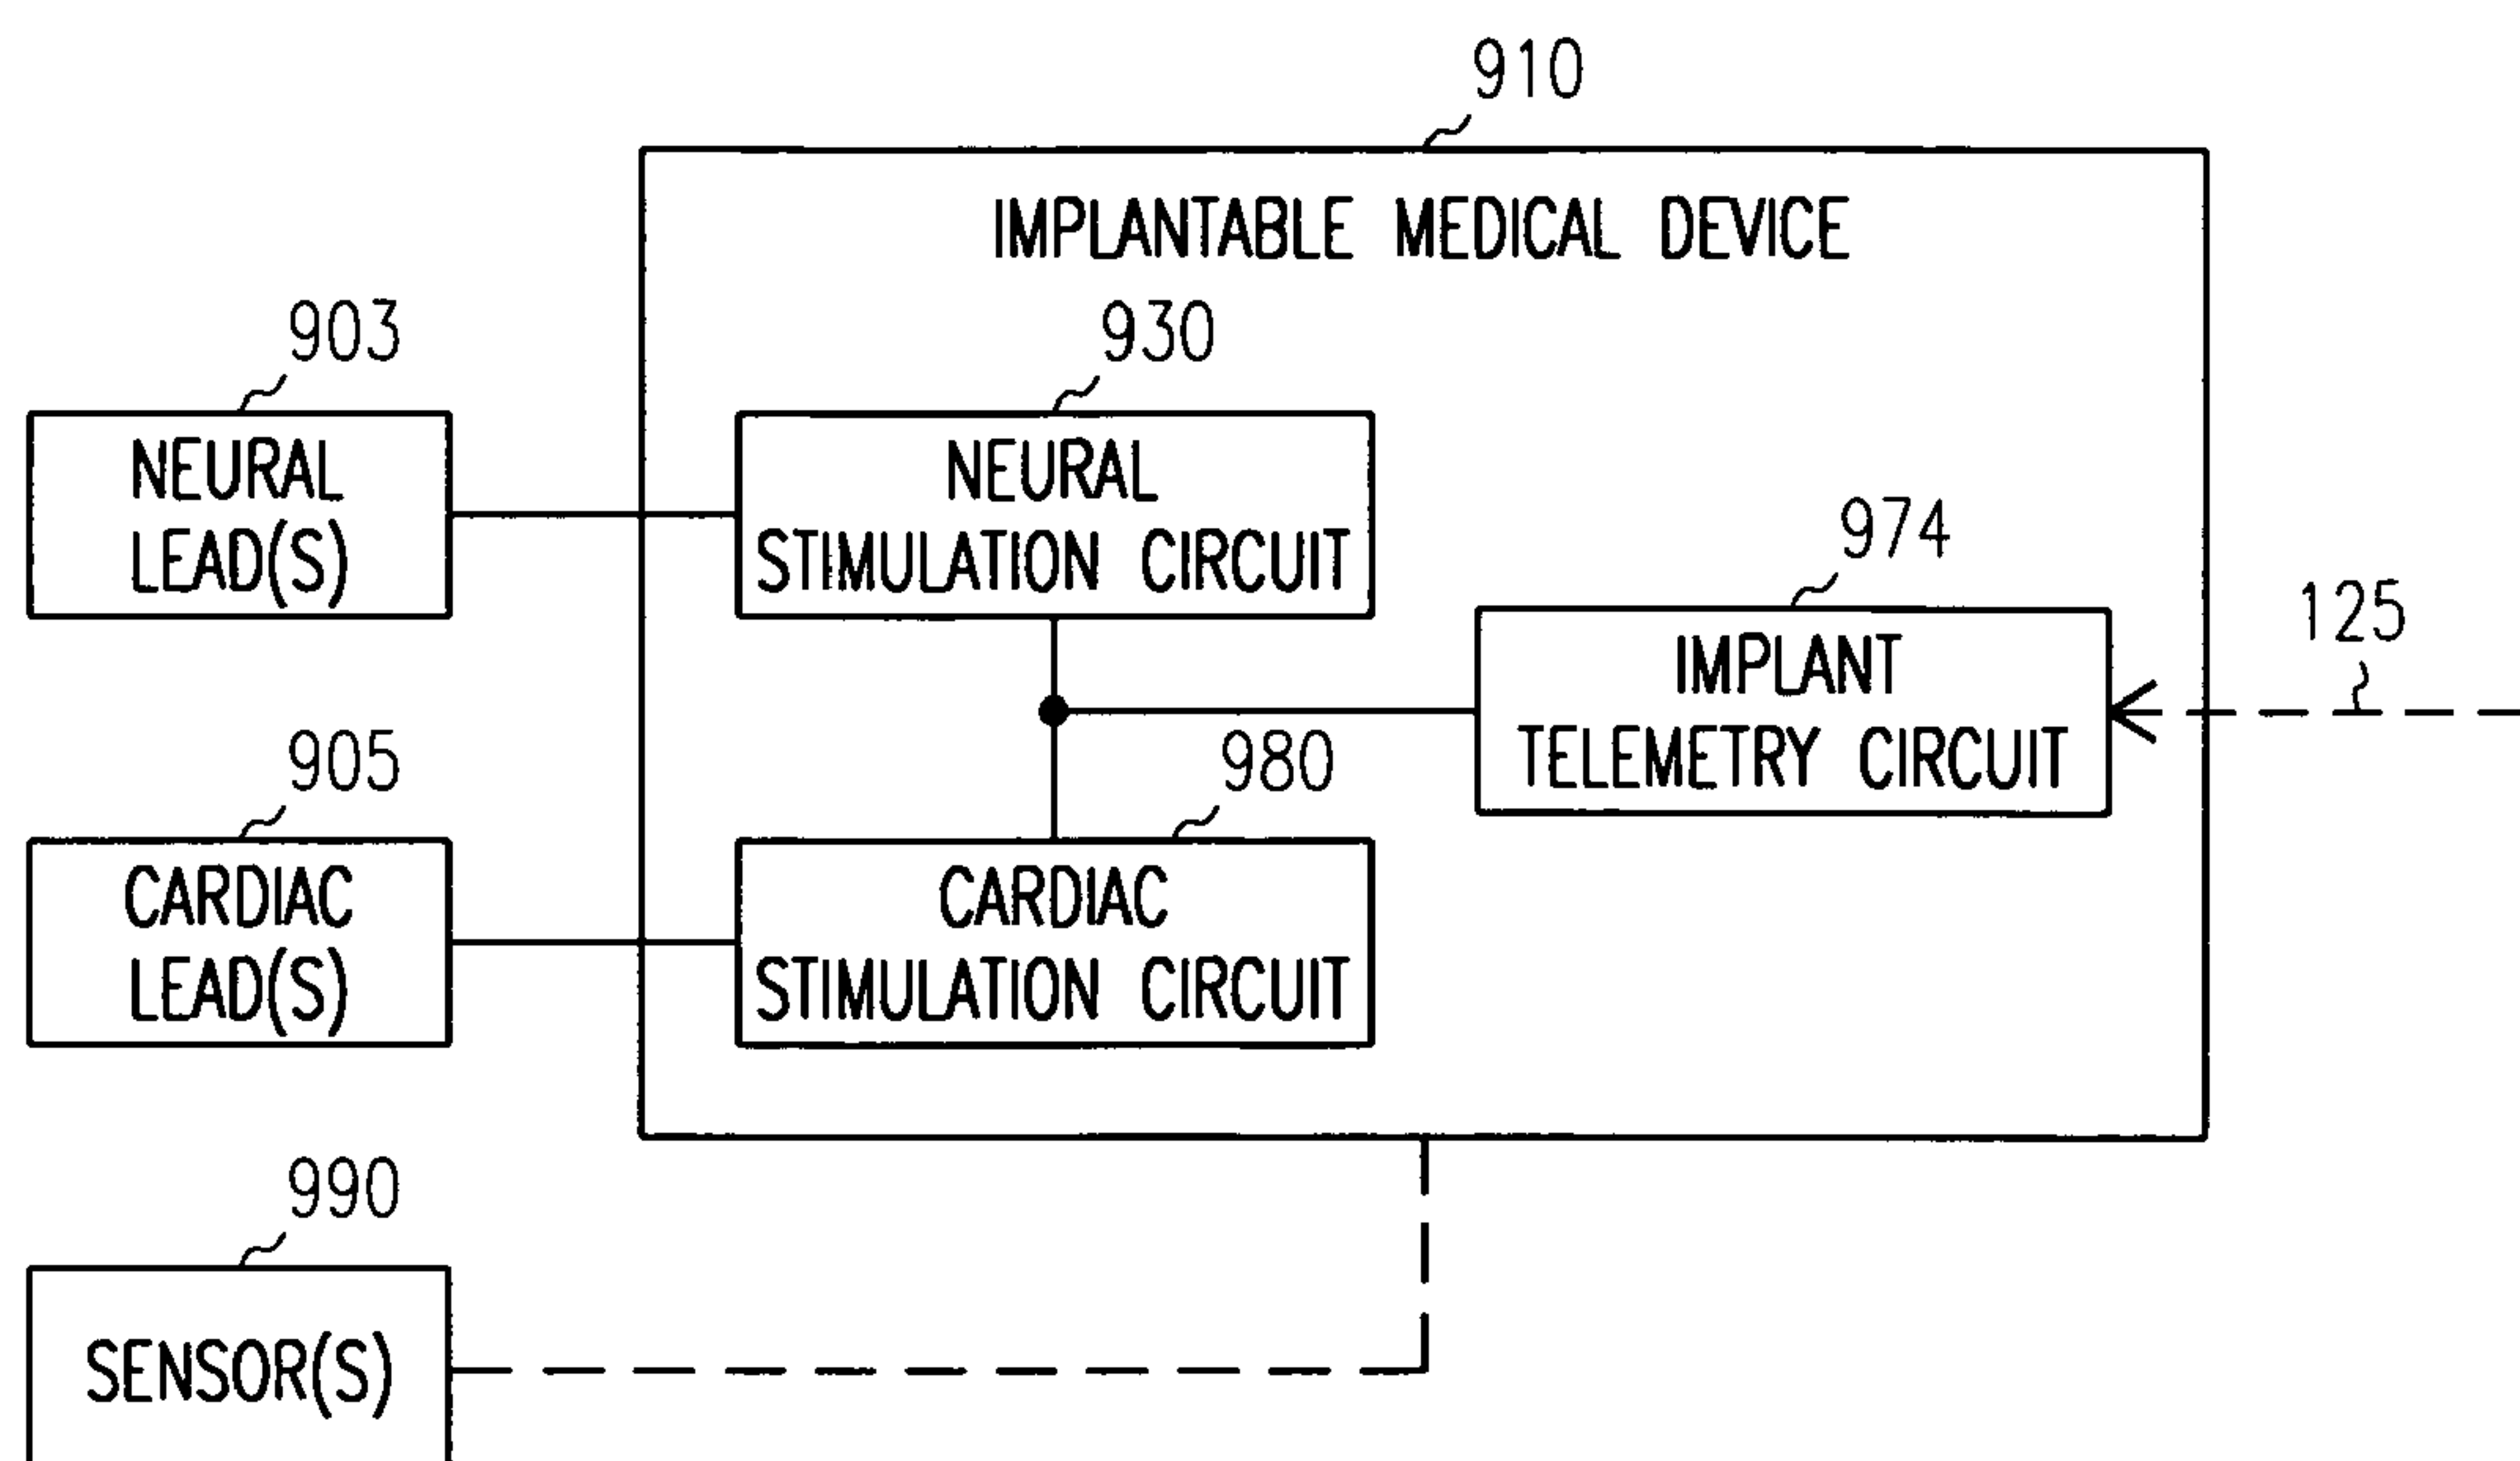 910
IMPLANTABLE MEDICAL DEVICE
903
930
NEURAL
LEAD(S)
NEURAL
STIMULATION CIRCUIT
974
125
IMPLANT
TELEMETRY CIRCUIT
905
980
CARDIAC
LEAD(S)
CARDIAC
STIMULATION CIRCUIT
990
SENSOR(S)